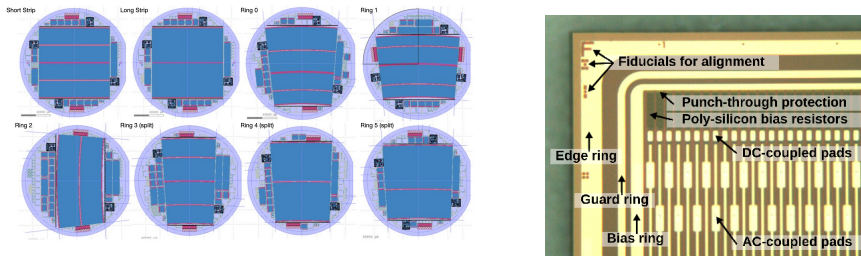 Short Strip
Long Strip
Ring 0
Ring 1
Ring 2
Ring 3 (split)
Ring 4 (split)
Ring 5 (split)
F
Fiducials for alignment
Punch-through protection
Poly-silicon bias resistors
DC-coupled pads
Edge ring
Guard ring
Bias ring
AC-coupled pads